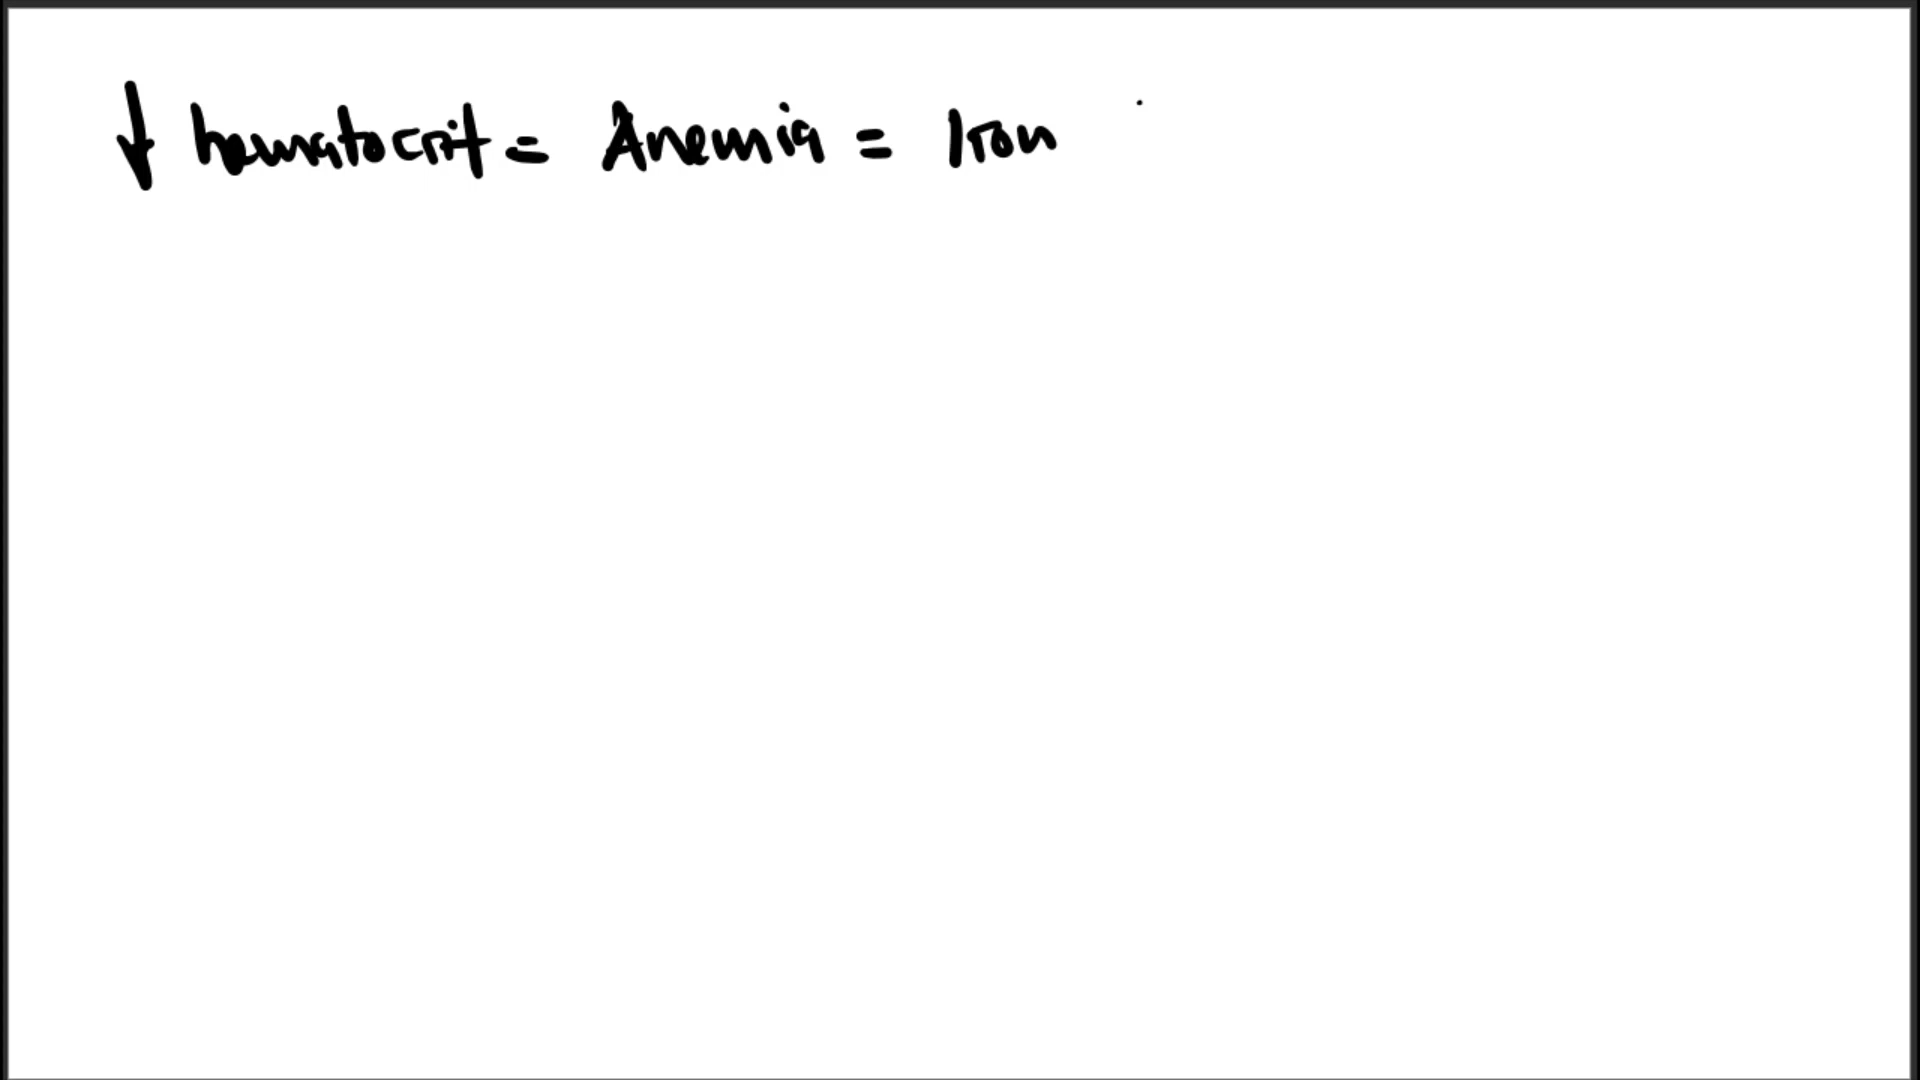 ↓ hematocrit = Anemia = Iron